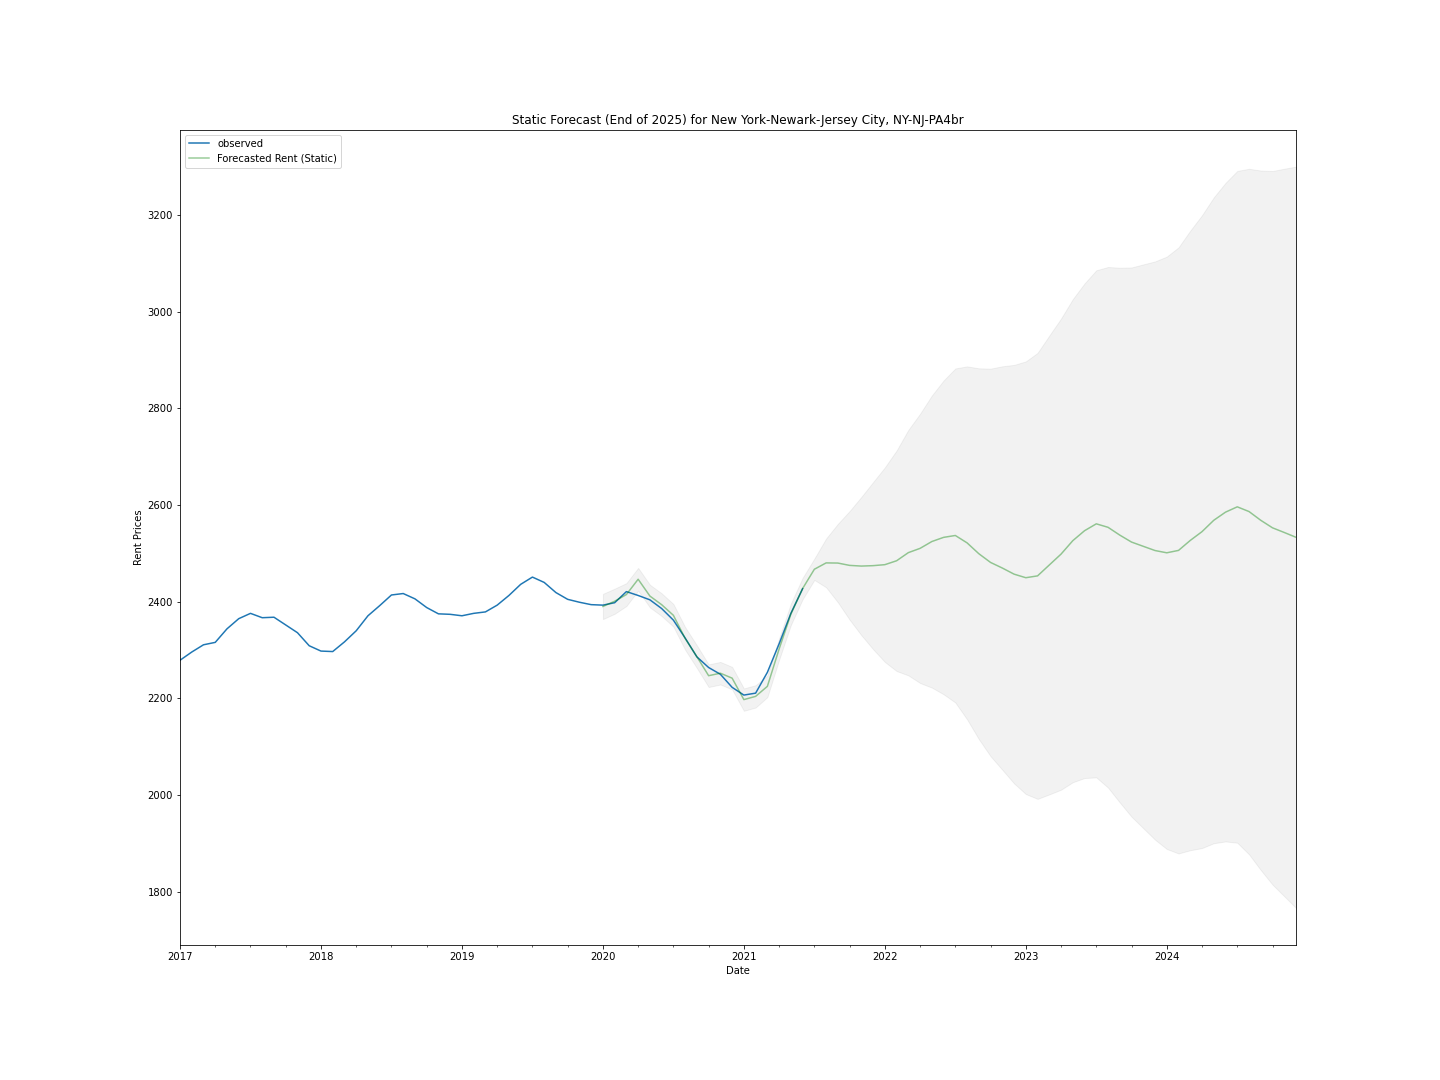 Static Forecast (End of 2025) for New York-Newark-Jersey City, NY-NJ-PA4br
observed
Forecasted Rent (Static)
3200
3000
2800
2600
2400
2200
2000
1800
Rent Prices
2017 2018 2019 2020 2021 2022 2023 2024
Date